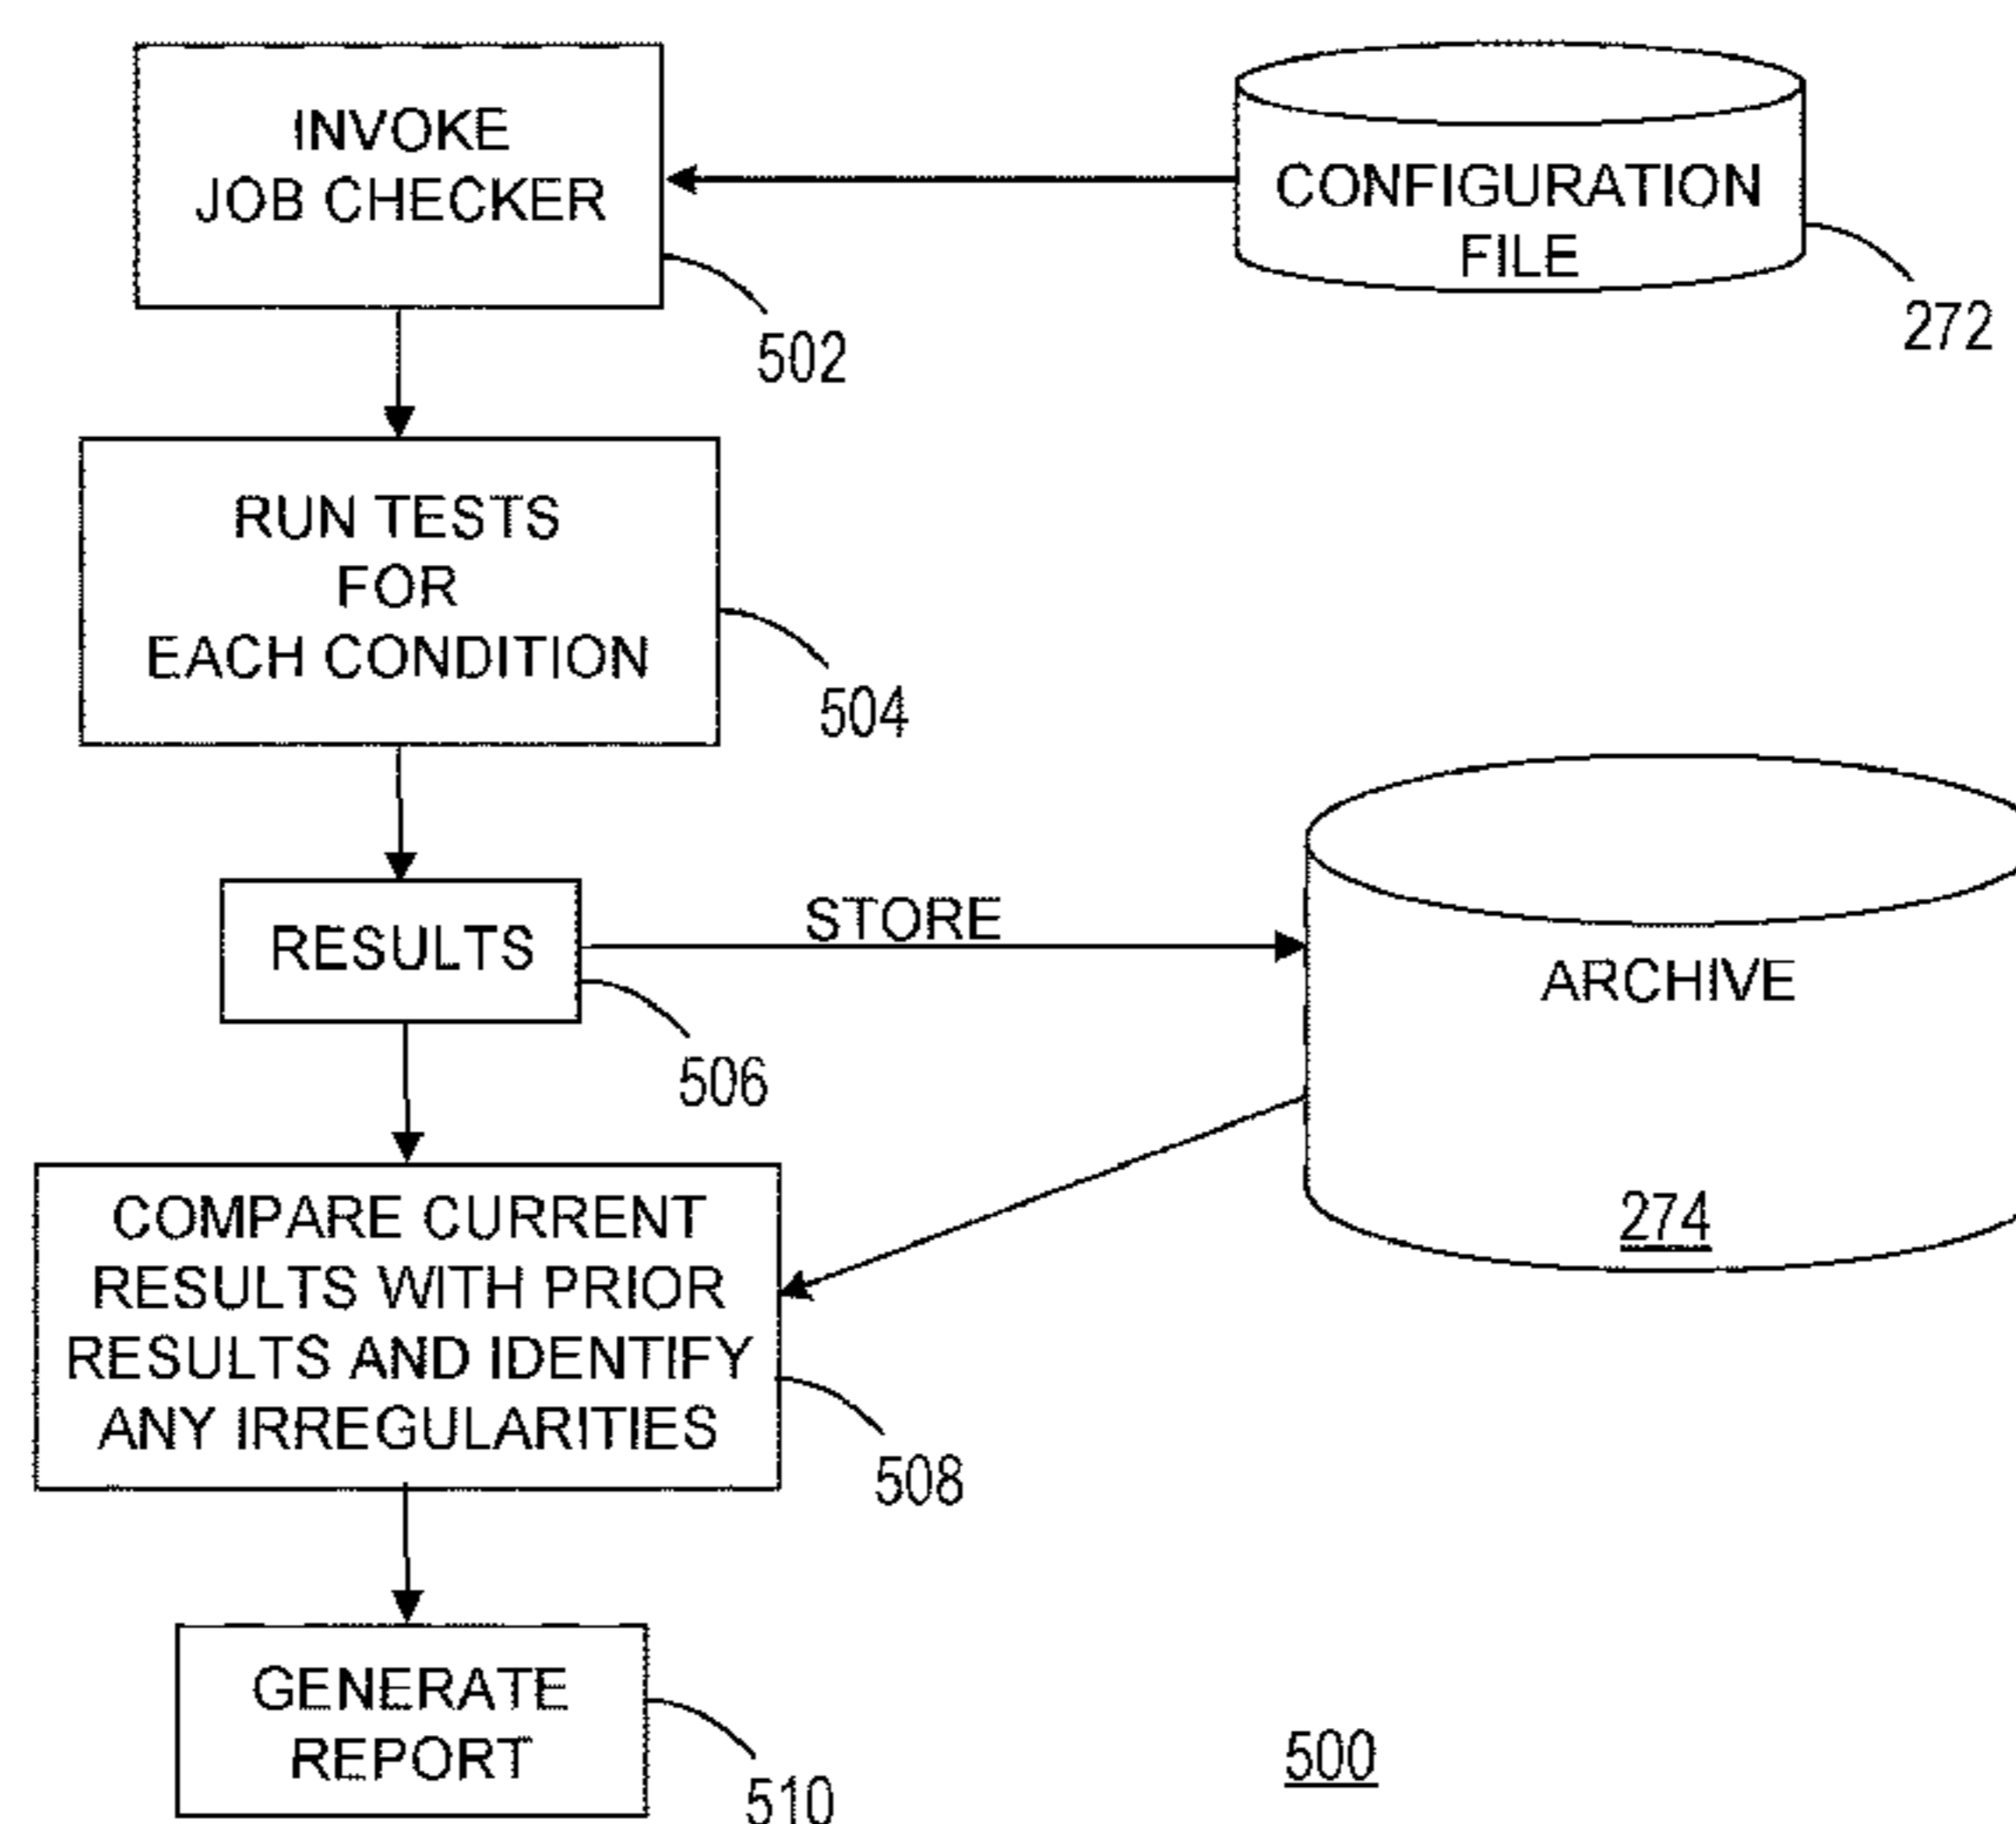 INVOKE
JOB CHECKER
502
CONFIGURATION
FILE
272
RUN TESTS
FOR
EACH CONDITION
504
RESULTS
506
STORE
ARCHIVE
274
COMPARE CURRENT
RESULTS WITH PRIOR
RESULTS AND IDENTIFY
ANY IRREGULARITIES
508
GENERATE
REPORT
510
500